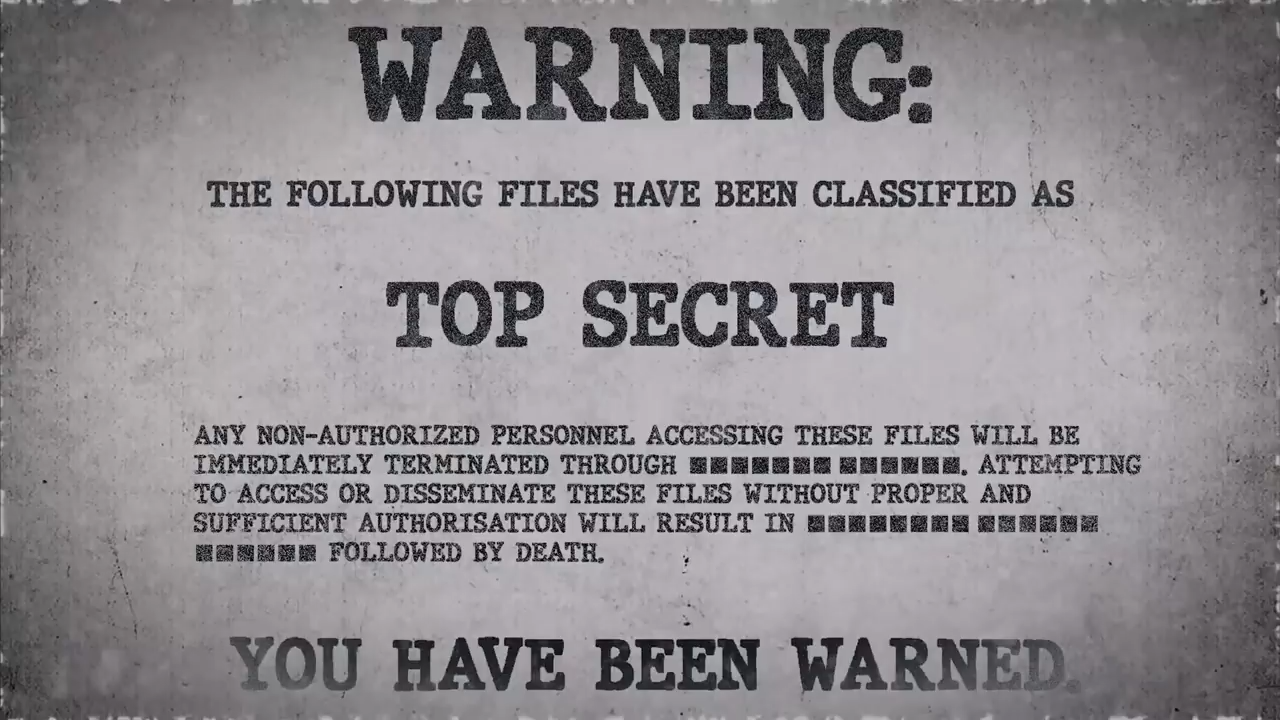 WARNING:
THE FOLLOWING FILES HAVE BEEN CLASSIFIED AS
TOP SECRET
ANY NON-AUTHORIZED PERSONNEL ACCESSING THESE FILES WILL BE
IMMEDIATELY TERMINATED THROUGH ■■■■■■■ ■■■■■■. ATTEMPTING
TO ACCESS OR DISSEMINATE THESE FILES WITHOUT PROPER AND
SUFFICIENT AUTHORISATION WILL RESULT IN ■■■■■■■■ ■■■■■■
■■■■■■ FOLLOWED BY DEATH.
YOU HAVE BEEN WARNED.